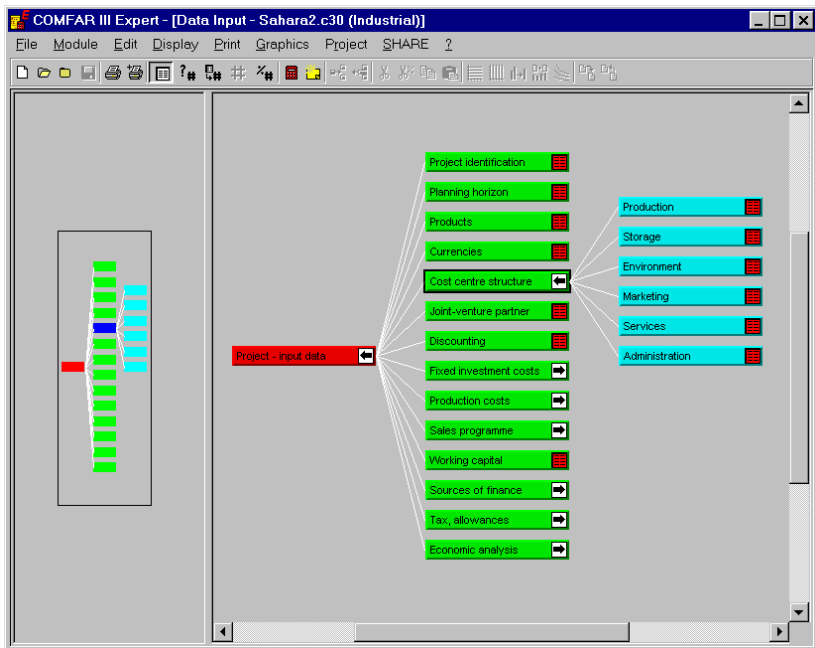 COMFAR III Expert - [Data Input - Sahara2.c30 (Industrial)]
File Module Edit Display Print Graphics Project SHARE ?
Project - input data
Project identification
Planning horizon
Products
Currencies
Cost centre structure
Joint-venture partner
Discounting
Fixed investment costs
Production costs
Sales programme
Working capital
Sources of finance
Tax, allowances
Economic analysis
Production
Storage
Environment
Marketing
Services
Administration